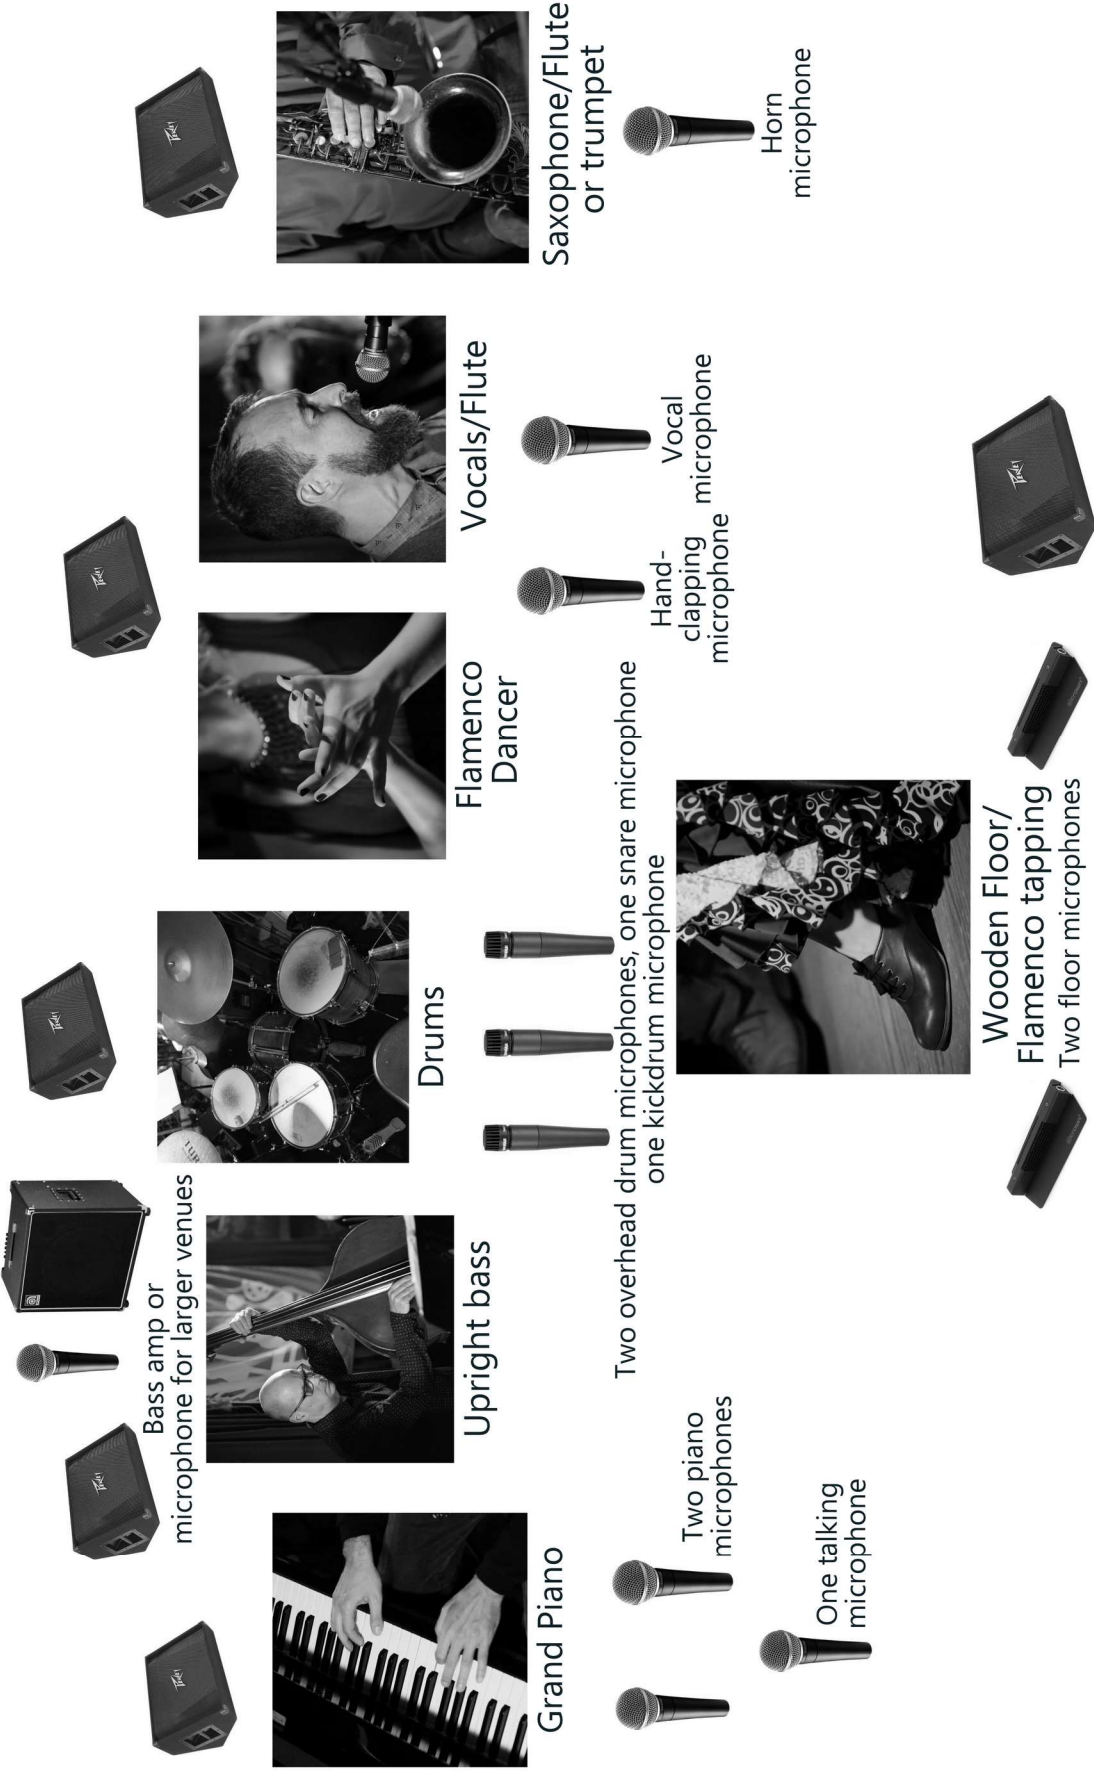 Bass amp or
microphone for larger venues
Grand Piano
Upright bass
Drums
Flamenco
Dancer
Vocals/Flute
Saxophone/Flute
or trumpet
Two piano
microphones
One talking
microphone
Two overhead drum microphones, one snare microphone
one kickdrum microphone
Hand-
clapping
microphone
Vocal
microphone
Horn
microphone
Wooden Floor/
Flamenco tapping
Two floor microphones